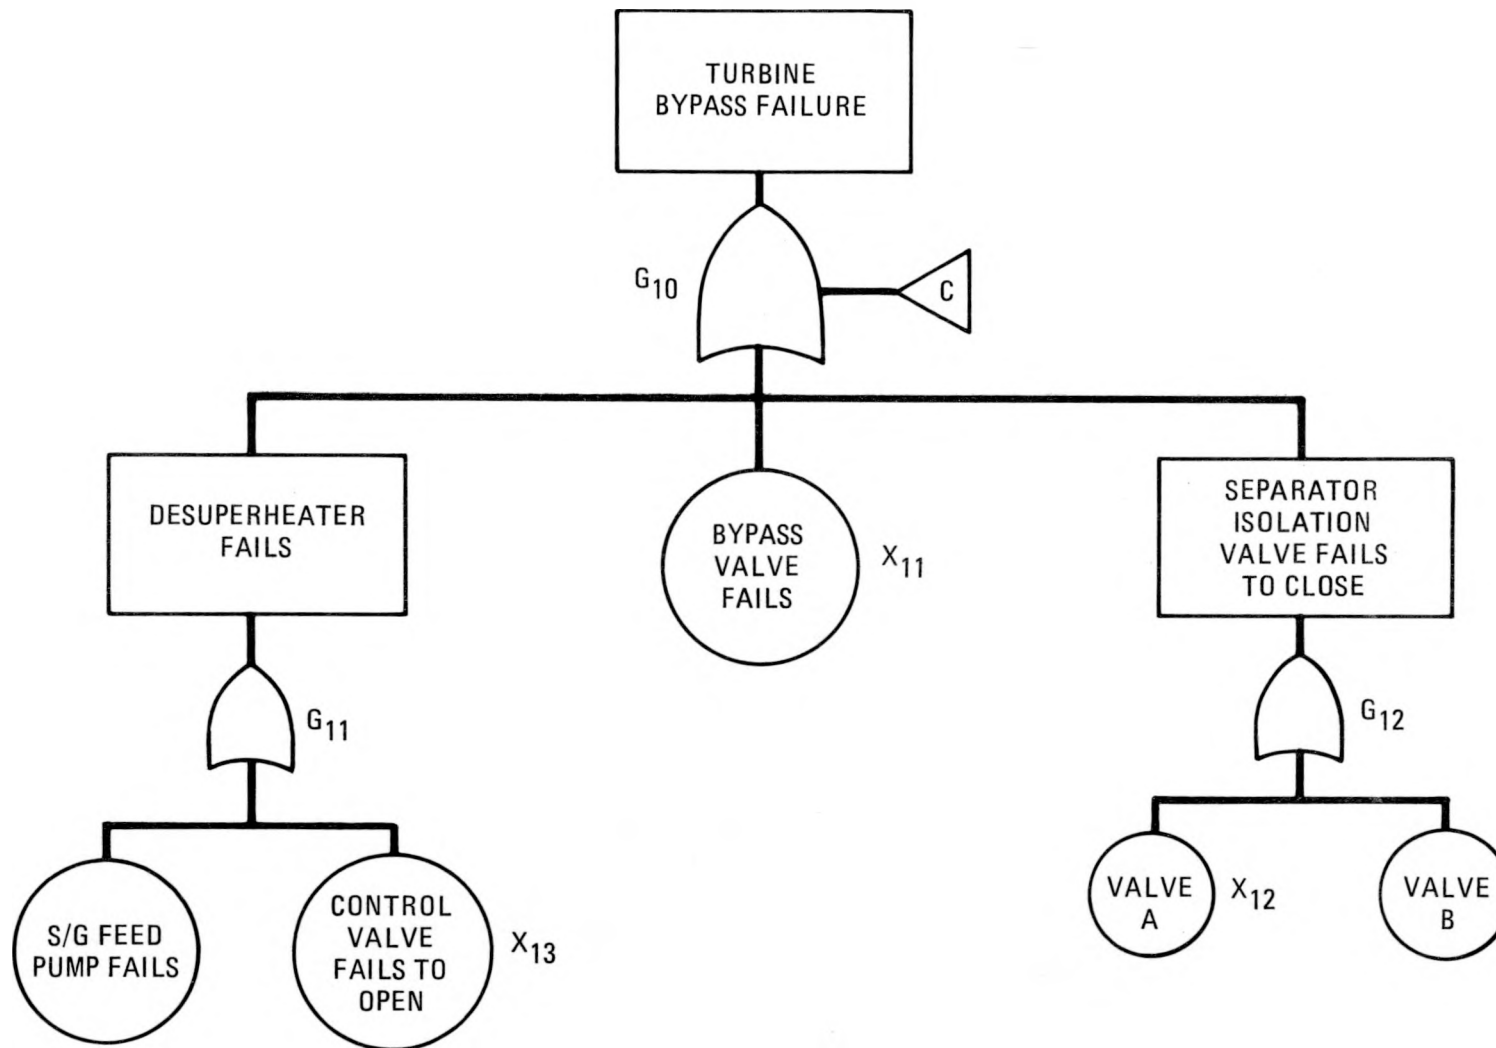 TURBINE
BYPASS FAILURE
G10
C
DESUPERHEATER
FAILS
BYPASS
VALVE
FAILS
X11
SEPARATOR
ISOLATION
VALVE FAILS
TO CLOSE
G11
G12
S/G FEED
PUMP FAILS
CONTROL
VALVE
FAILS TO
OPEN
X13
VALVE
A
X12
VALVE
B